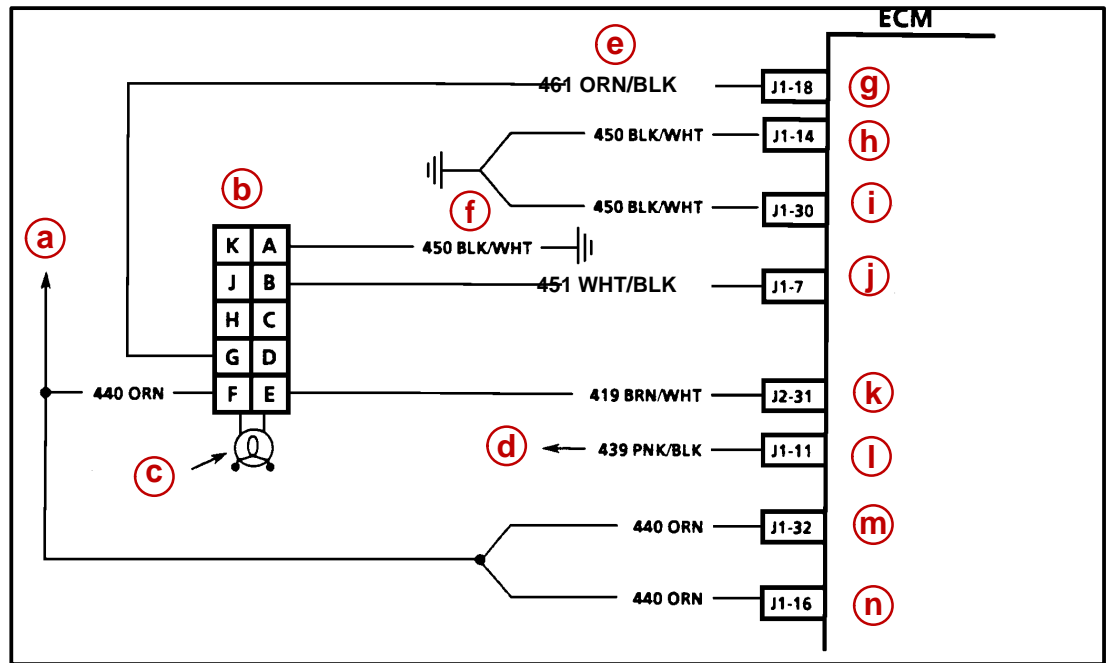 ECM
e
461 ORN/BLK J1-18 g
450 BLK/WHT J1-14 h
b
f
450 BLK/WHT J1-30 i
a
K A 450 BLK/WHT
J B 451 WHT/BLK J1-7 j
H C
G D
440 ORN F E 419 BRN/WHT J2-31 k
c
d 439 PNK/BLK J1-11 l
440 ORN J1-32 m
440 ORN J1-16 n